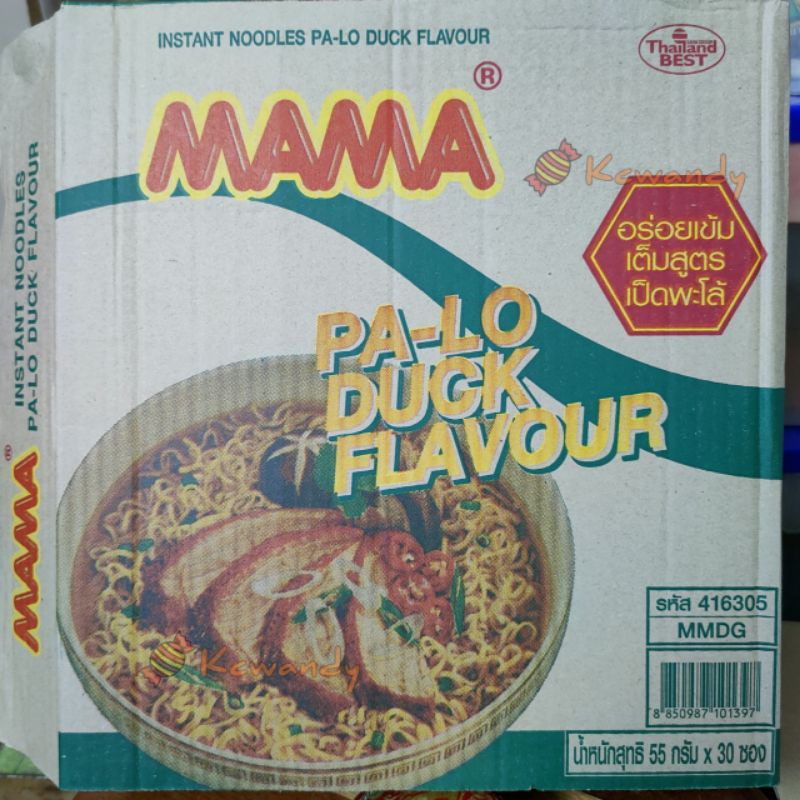 INSTANT NOODLES PA-LO DUCK FLAVOUR
Thailand
BEST
MAMA®
Kewandy
อร่อยเข้ม
เต็มสูตร
เป็ดพะโล้
PA-LO
DUCK
FLAVOUR
INSTANT NOODLES
PA-LO DUCK FLAVOUR
MAMA®
Kewandy
รหัส 416305
MMDG
8 850987 101397
น้ำหนักสุทธิ 55 กรัม x 30 ซอง